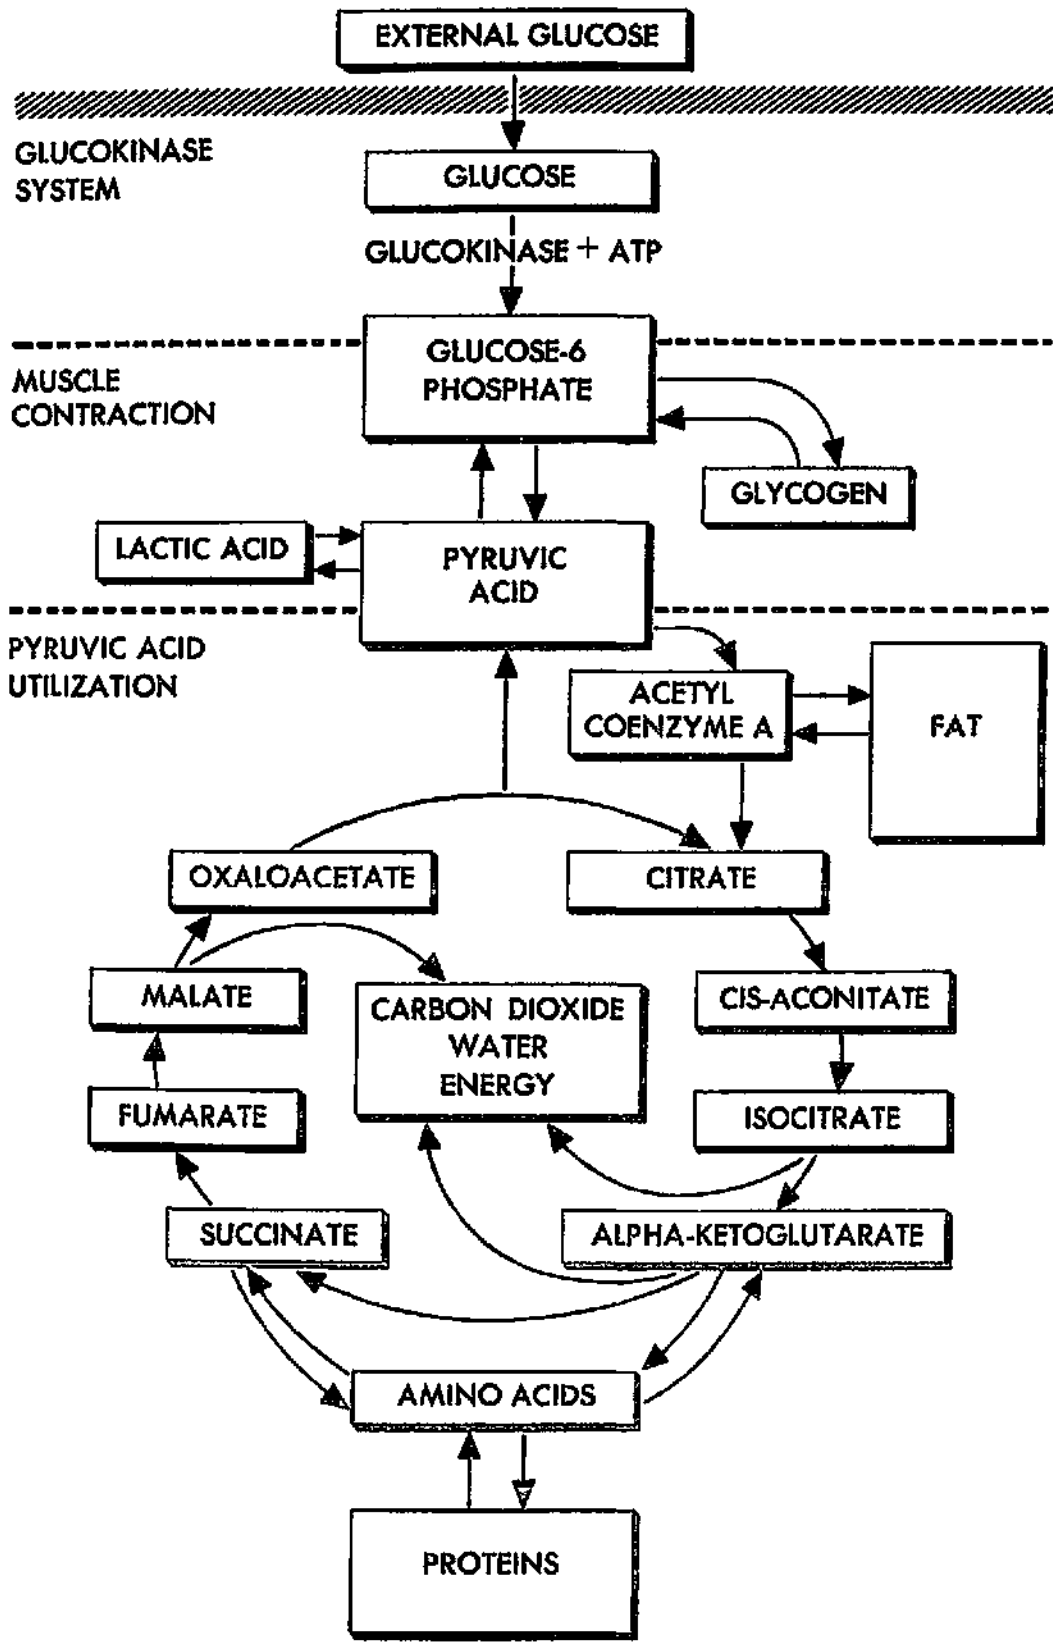 EXTERNAL GLUCOSE
GLUCOKINASE
SYSTEM
GLUCOSE
GLUCOKINASE + ATP
GLUCOSE-6
PHOSPHATE
MUSCLE
CONTRACTION
GLYCOGEN
LACTIC ACID
PYRUVIC
ACID
PYRUVIC ACID
UTILIZATION
ACETYL
COENZYME A
FAT
OXALOACETATE
CITRATE
MALATE
CARBON DIOXIDE
WATER
ENERGY
CIS-ACONITATE
FUMARATE
ISOCITRATE
SUCCINATE
ALPHA-KETOGLUTARATE
AMINO ACIDS
PROTEINS